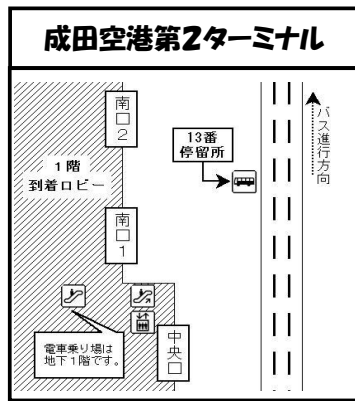 成田空港第2ターミナル
南口2
13番
停留所
バス進行方向
1階
到着ロビー
南口1
電車乗り場は
地下1階です。
中央口